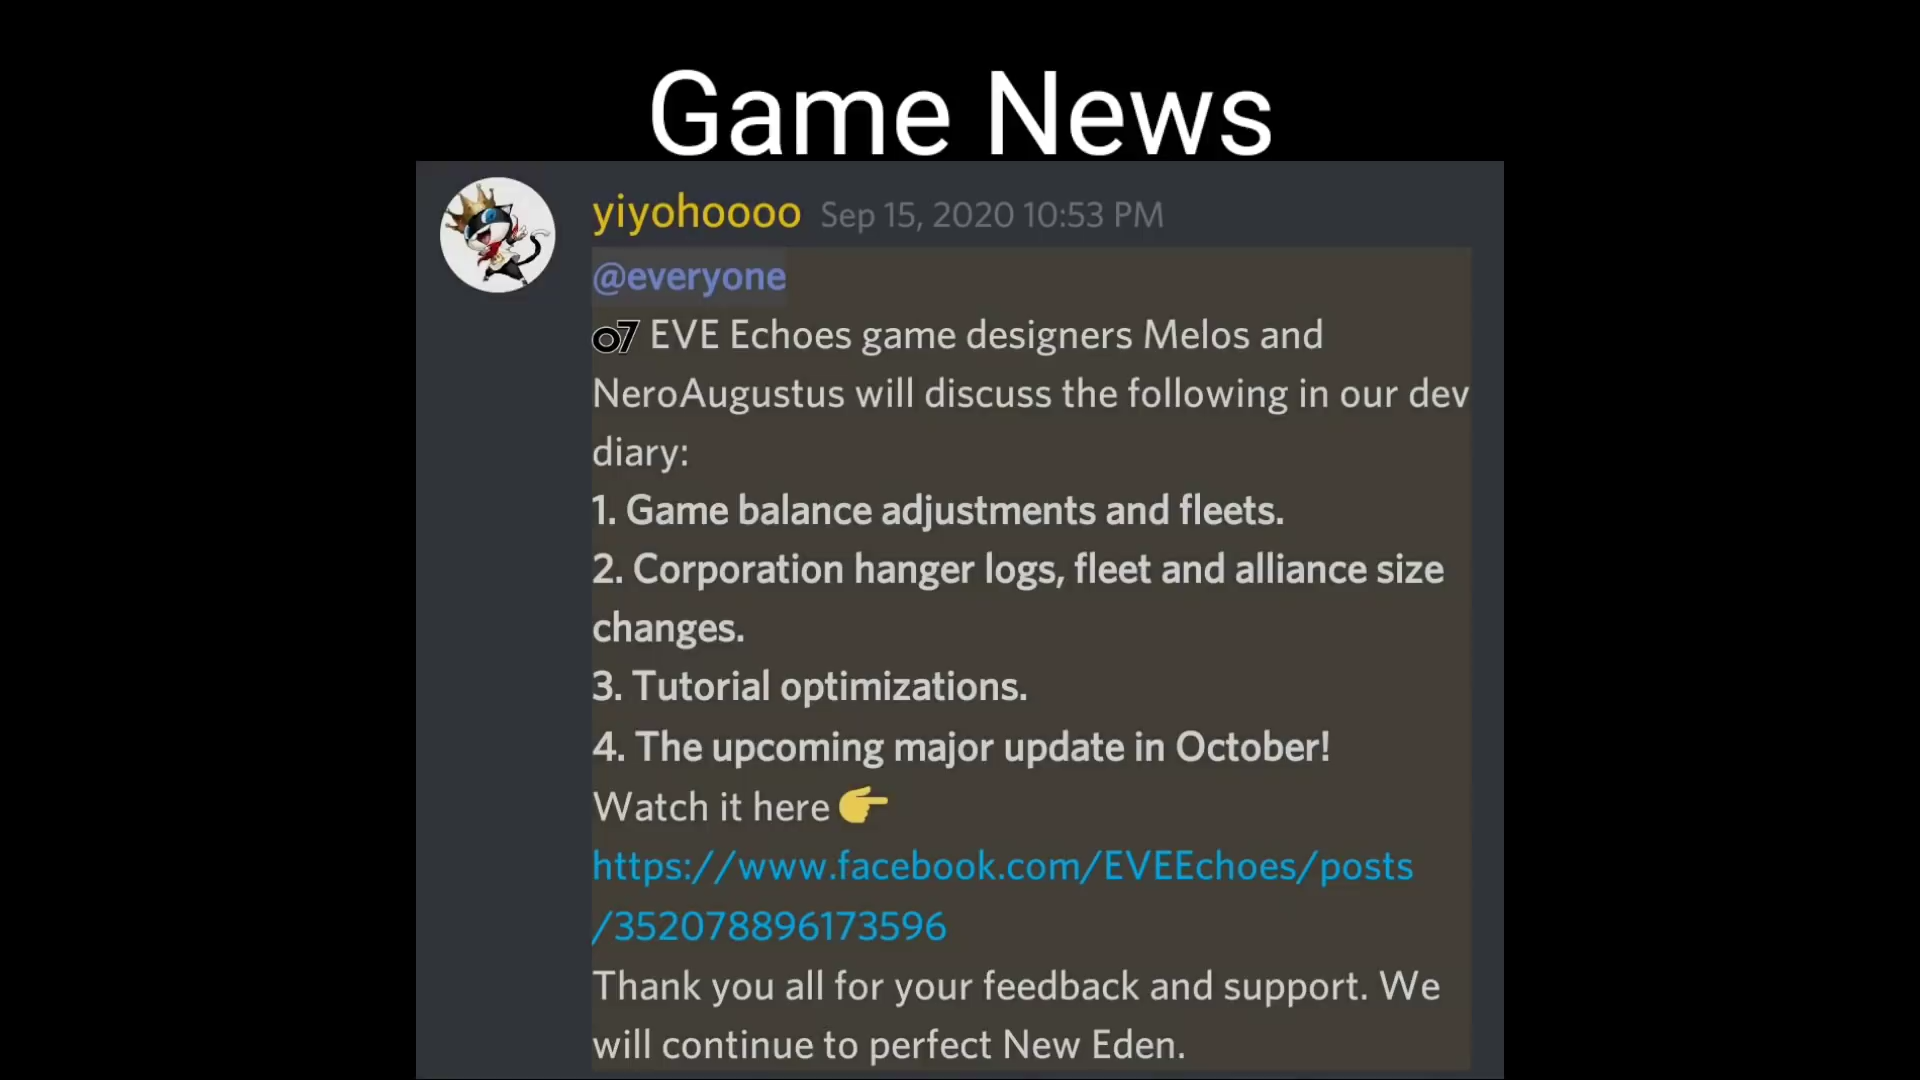 Game News
yiyohoooo Sep 15, 2020 10:53 PM
@everyone
o7 EVE Echoes game designers Melos and
NeroAugustus will discuss the following in our dev
diary:
1. Game balance adjustments and fleets.
2. Corporation hanger logs, fleet and alliance size
changes.
3. Tutorial optimizations.
4. The upcoming major update in October!
Watch it here 👉
https://www.facebook.com/EVEEchoes/posts
/352078896173596
Thank you all for your feedback and support. We
will continue to perfect New Eden.